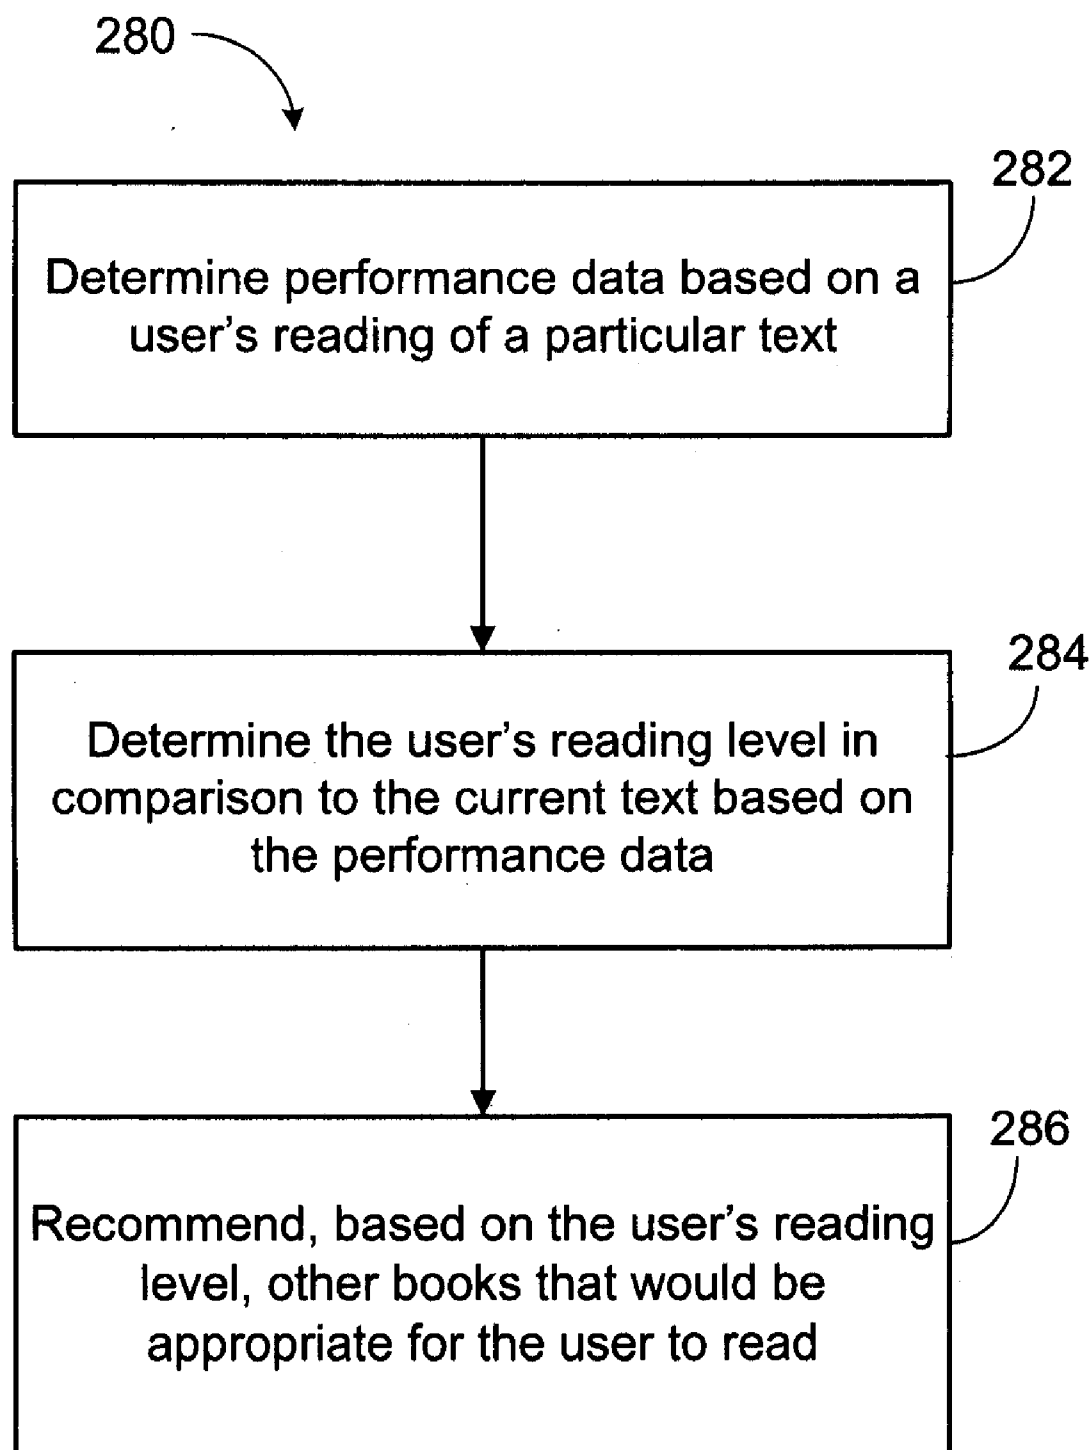 280
282
Determine performance data based on a
user's reading of a particular text
284
Determine the user's reading level in
comparison to the current text based on
the performance data
286
Recommend, based on the user's reading
level, other books that would be
appropriate for the user to read